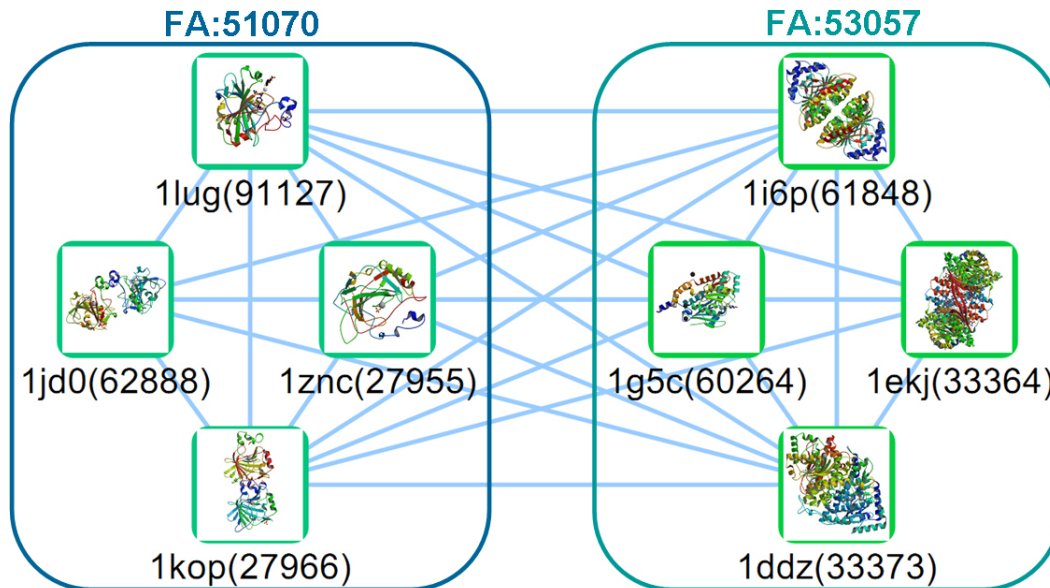 FA:51070 FA:53057
1lug(91127) 1i6p(61848)
1jd0(62888) 1znc(27955) 1g5c(60264) 1ekj(33364)
1kop(27966) 1ddz(33373)